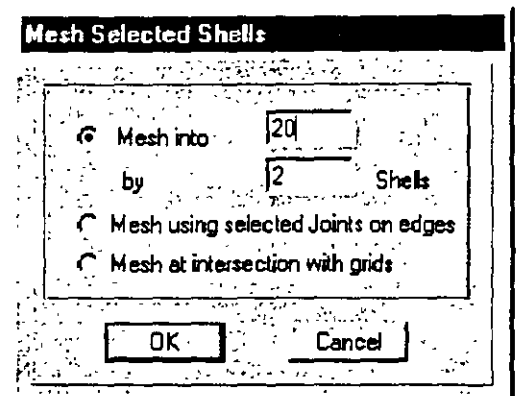 Mesh Selected Shells
Mesh into 20
by 2 Shells
Mesh using selected Joints on edges
Mesh at intersection with grids
OK Cancel